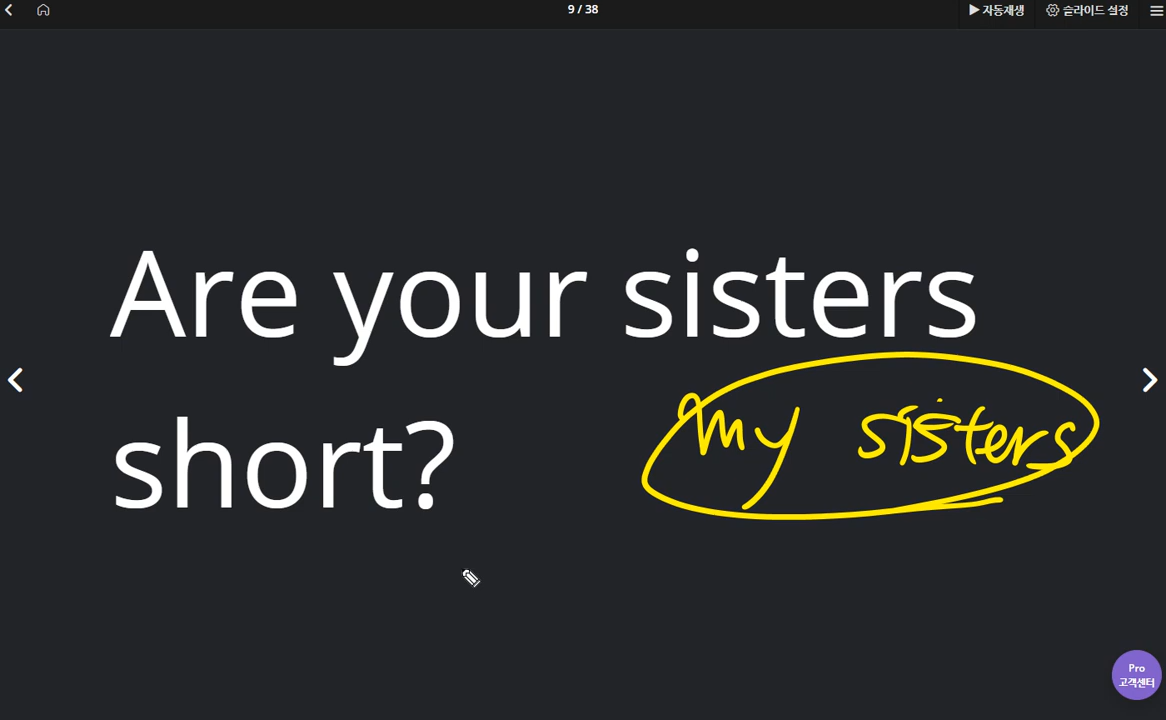 9 / 38
▶ 자동재생
슬라이드 설정
Are your sisters
short?
my sisters
Pro
고객센터